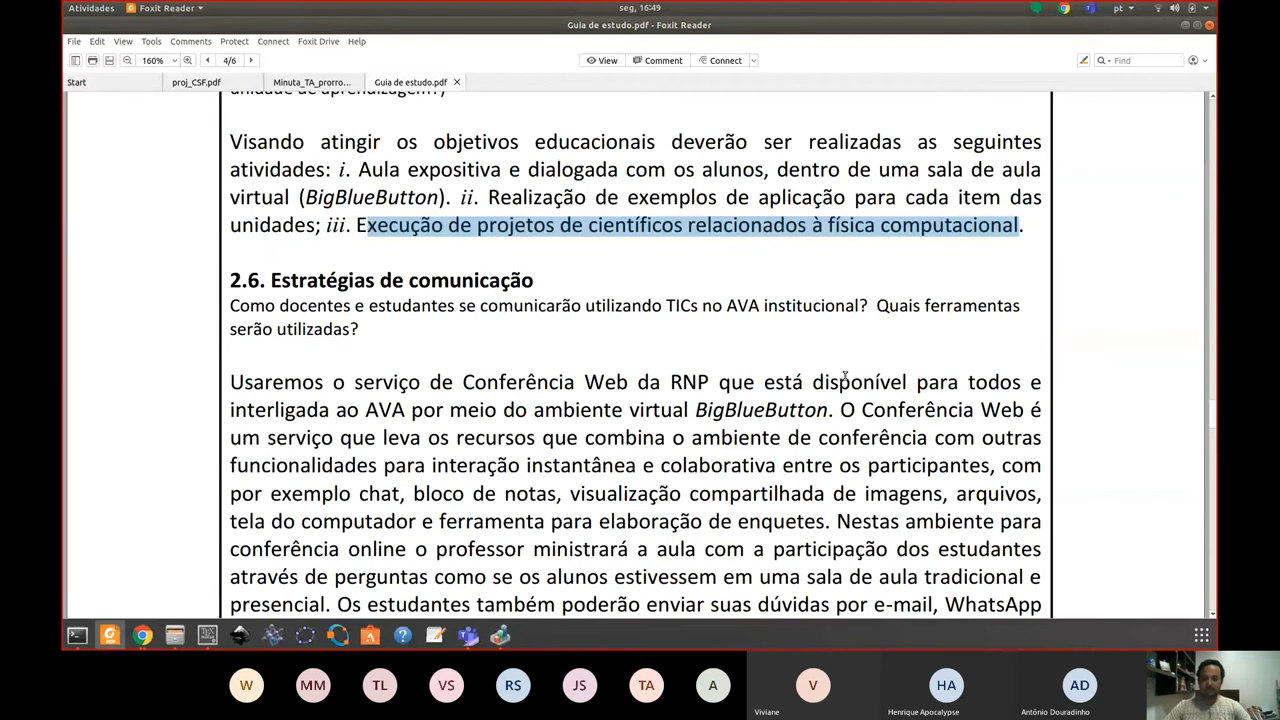 Atividades Foxit Reader seg, 16:49 pt
Guia de estudo.pdf - Foxit Reader
File Edit View Tools Comments Protect Connect Foxit Drive Help
160% 4/6 View Comment Connect Find
Start proj_CSF.pdf Minuta_TA_prorro... Guia de estudo.pdf
unidade de aprendizagem?)
Visando atingir os objetivos educacionais deverão ser realizadas as seguintes
atividades: i. Aula expositiva e dialogada com os alunos, dentro de uma sala de aula
virtual (BigBlueButton). ii. Realização de exemplos de aplicação para cada item das
unidades; iii. Execução de projetos de científicos relacionados à física computacional.
2.6. Estratégias de comunicação
Como docentes e estudantes se comunicarão utilizando TICs no AVA institucional? Quais ferramentas
serão utilizadas?
Usaremos o serviço de Conferência Web da RNP que está disponível para todos e
interligada ao AVA por meio do ambiente virtual BigBlueButton. O Conferência Web é
um serviço que leva os recursos que combina o ambiente de conferência com outras
funcionalidades para interação instantânea e colaborativa entre os participantes, com
por exemplo chat, bloco de notas, visualização compartilhada de imagens, arquivos,
tela do computador e ferramenta para elaboração de enquetes. Nestas ambiente para
conferência online o professor ministrará a aula com a participação dos estudantes
através de perguntas como se os alunos estivessem em uma sala de aula tradicional e
presencial. Os estudantes também poderão enviar suas dúvidas por e-mail, WhatsApp
W MM TL VS RS JS TA A V HA AD
Viviane Henrique Apocalypse Antônio Douradinho